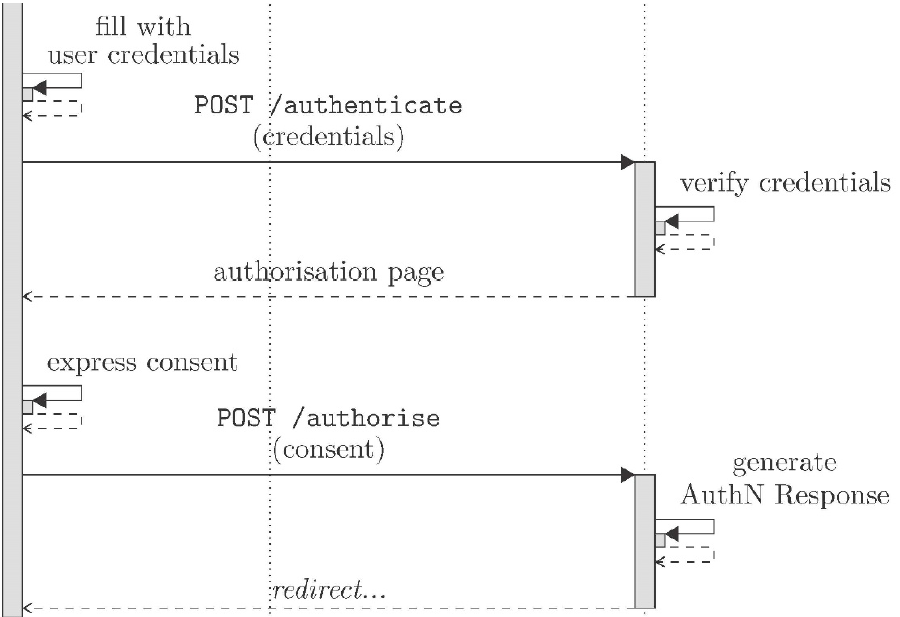 fill with
user credentials
POST /authenticate
(credentials)
verify credentials
authorisation page
express consent
POST /authorise
(consent)
generate
AuthN Response
redirect...